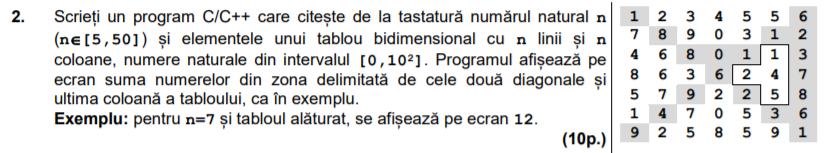 2. Scrieți un program C/C++ care citește de la tastatură numărul natural n
(n∈[5,50]) și elementele unui tablou bidimensional cu n linii și n
coloane, numere naturale din intervalul [0,10²]. Programul afișează pe
ecran suma numerelor din zona delimitată de cele două diagonale și
ultima coloană a tabloului, ca în exemplu.
Exemplu: pentru n=7 și tabloul alăturat, se afișează pe ecran 12.
(10p.)
1 2 3 4 5 5 6
7 8 9 0 3 1 2
4 6 8 0 1 1 3
8 6 3 6 2 4 7
5 7 9 2 2 5 8
1 4 7 0 5 3 6
9 2 5 8 5 9 1